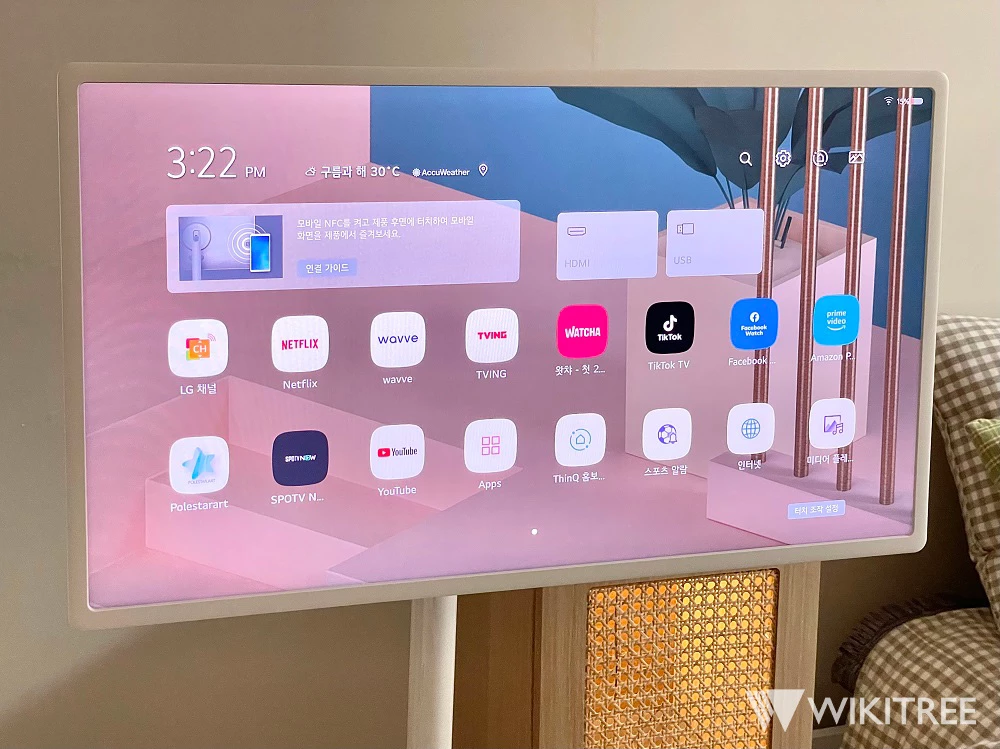 15%
3:22 PM 구름과 해 30°C AccuWeather
모바일 NFC를 켜고 제품 후면에 터치하여 모바일
화면을 제품에서 즐겨보세요.
연결 가이드
HDMI USB
CH NETFLIX wavve TVING WATCHA TikTok Facebook Watch prime video
LG 채널 Netflix wavve TVING 왓챠 - 첫 2... TikTok TV Facebook ... Amazon P...
POLESTARART SPOTV NOW YouTube
Polestarart SPOTV N... YouTube Apps ThinQ 홍보... 스포츠 알람 인터넷 미디어 플레...
터치 조작 설정
WIKITREE